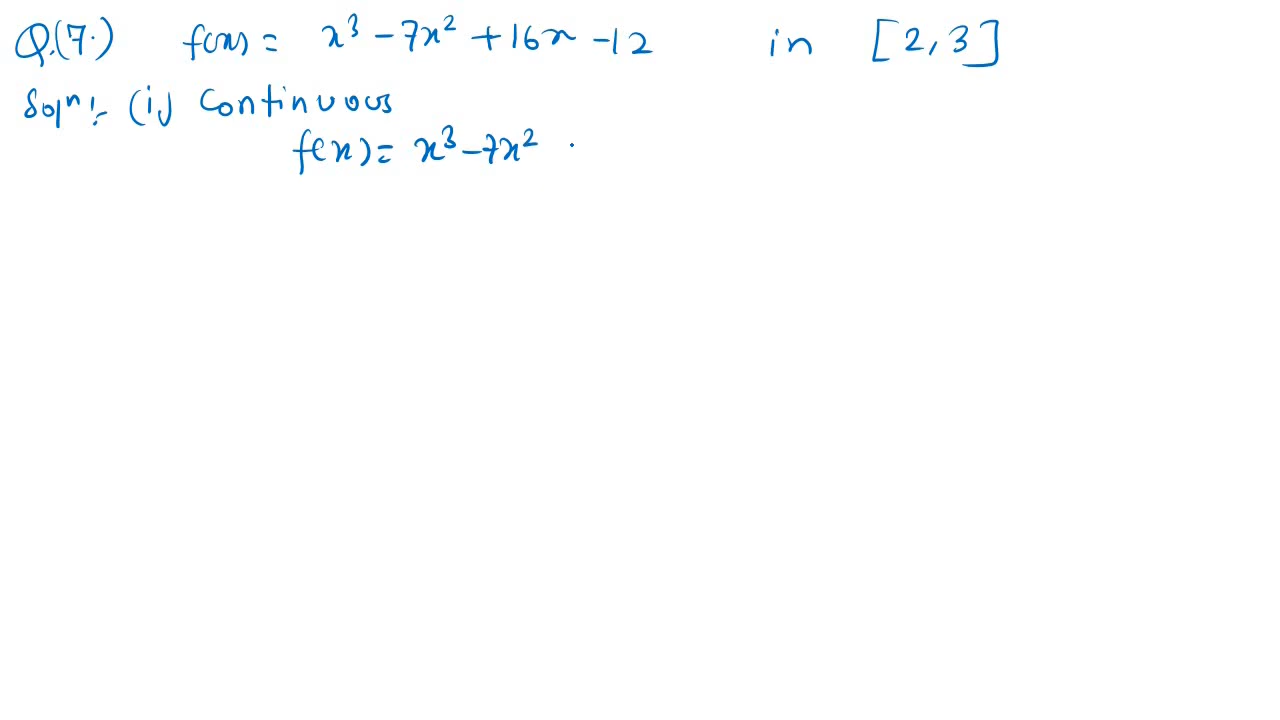 Q.(7.) f(x) = x³ - 7x² + 16x - 12 in [2, 3]
Solⁿ:- (i) Continuous
f(x) = x³ - 7x²